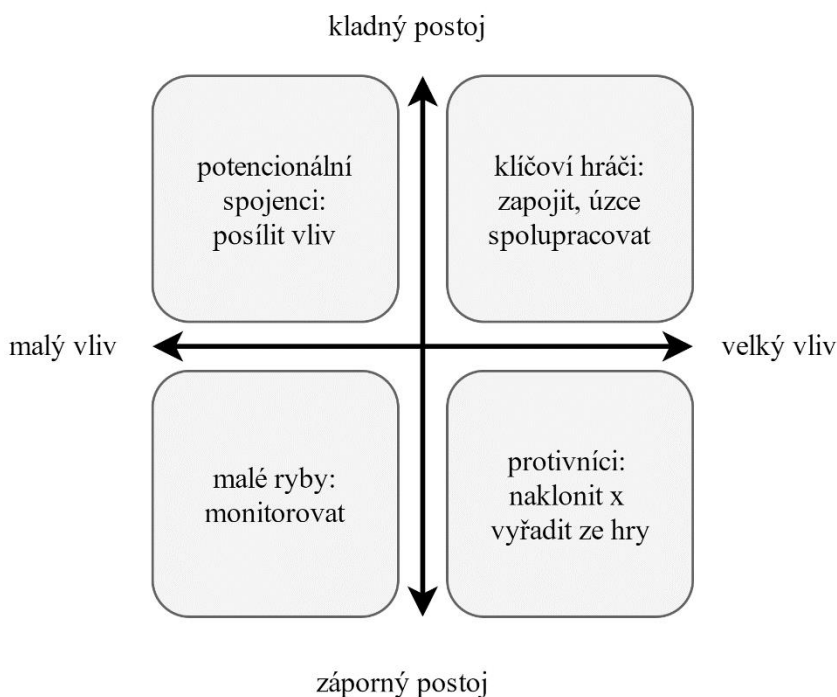 kladný postoj
potencionální
spojenci:
posílit vliv
klíčoví hráči:
zapojit, úzce
spolupracovat
malý vliv
velký vliv
malé ryby:
monitorovat
protivníci:
naklonit x
vyřadit ze hry
záporný postoj